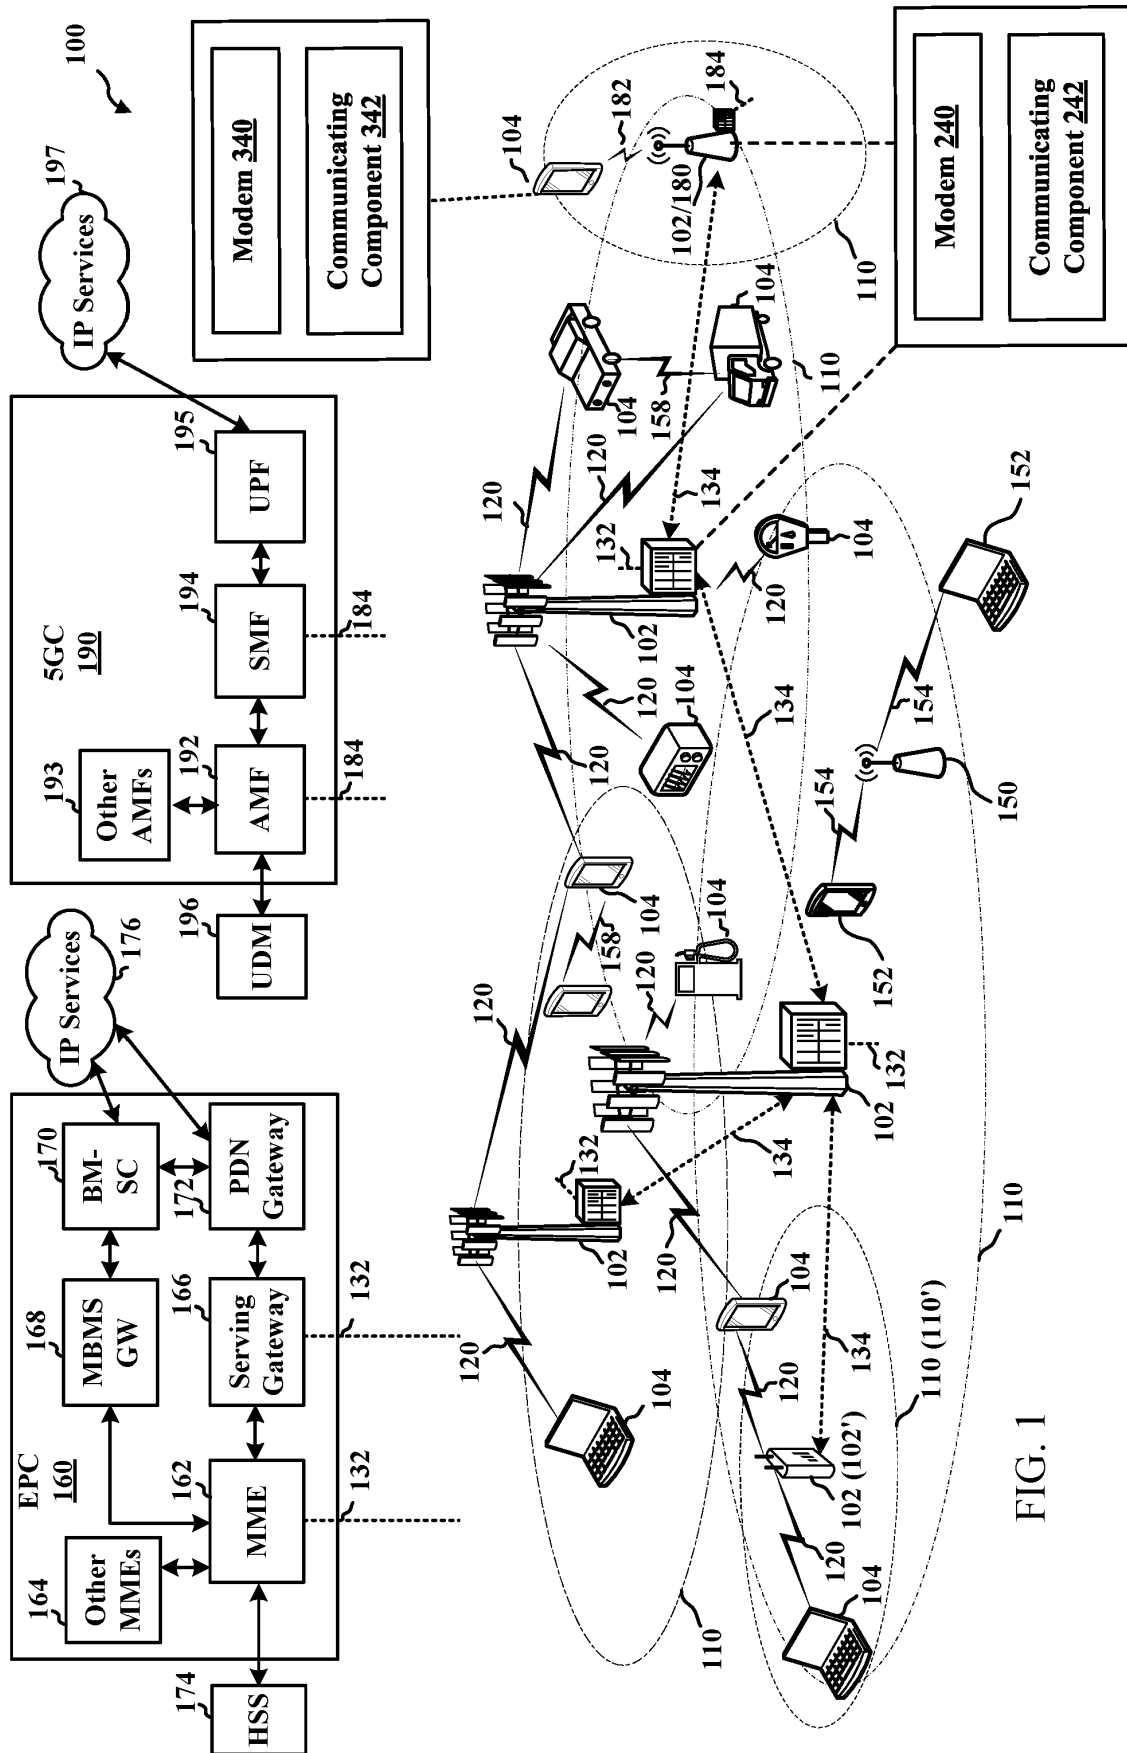 100
EPC
160
Other
MMEs
164
MME
162
HSS
174
MBMS
GW
168
Serving
Gateway
166
BM-
SC
170
PDN
Gateway
172
IP Services
176
132
132
5GC
190
Other
AMFs
193
AMF
192
UDM
196
SMF
194
UPF
195
IP Services
197
184
184
Modem 340
Communicating
Component 342
104
182
184
102/180
110
Modem 240
Communicating
Component 242
120
120
104
158
104
110
134
132
102
120
104
120
104
120
120
104
158
120
104
134
132
102
134
132
102
120
104
110
120
104
120
134
102 (102')
120
104
110 (110')
110
152
154
154
150
152
FIG. 1